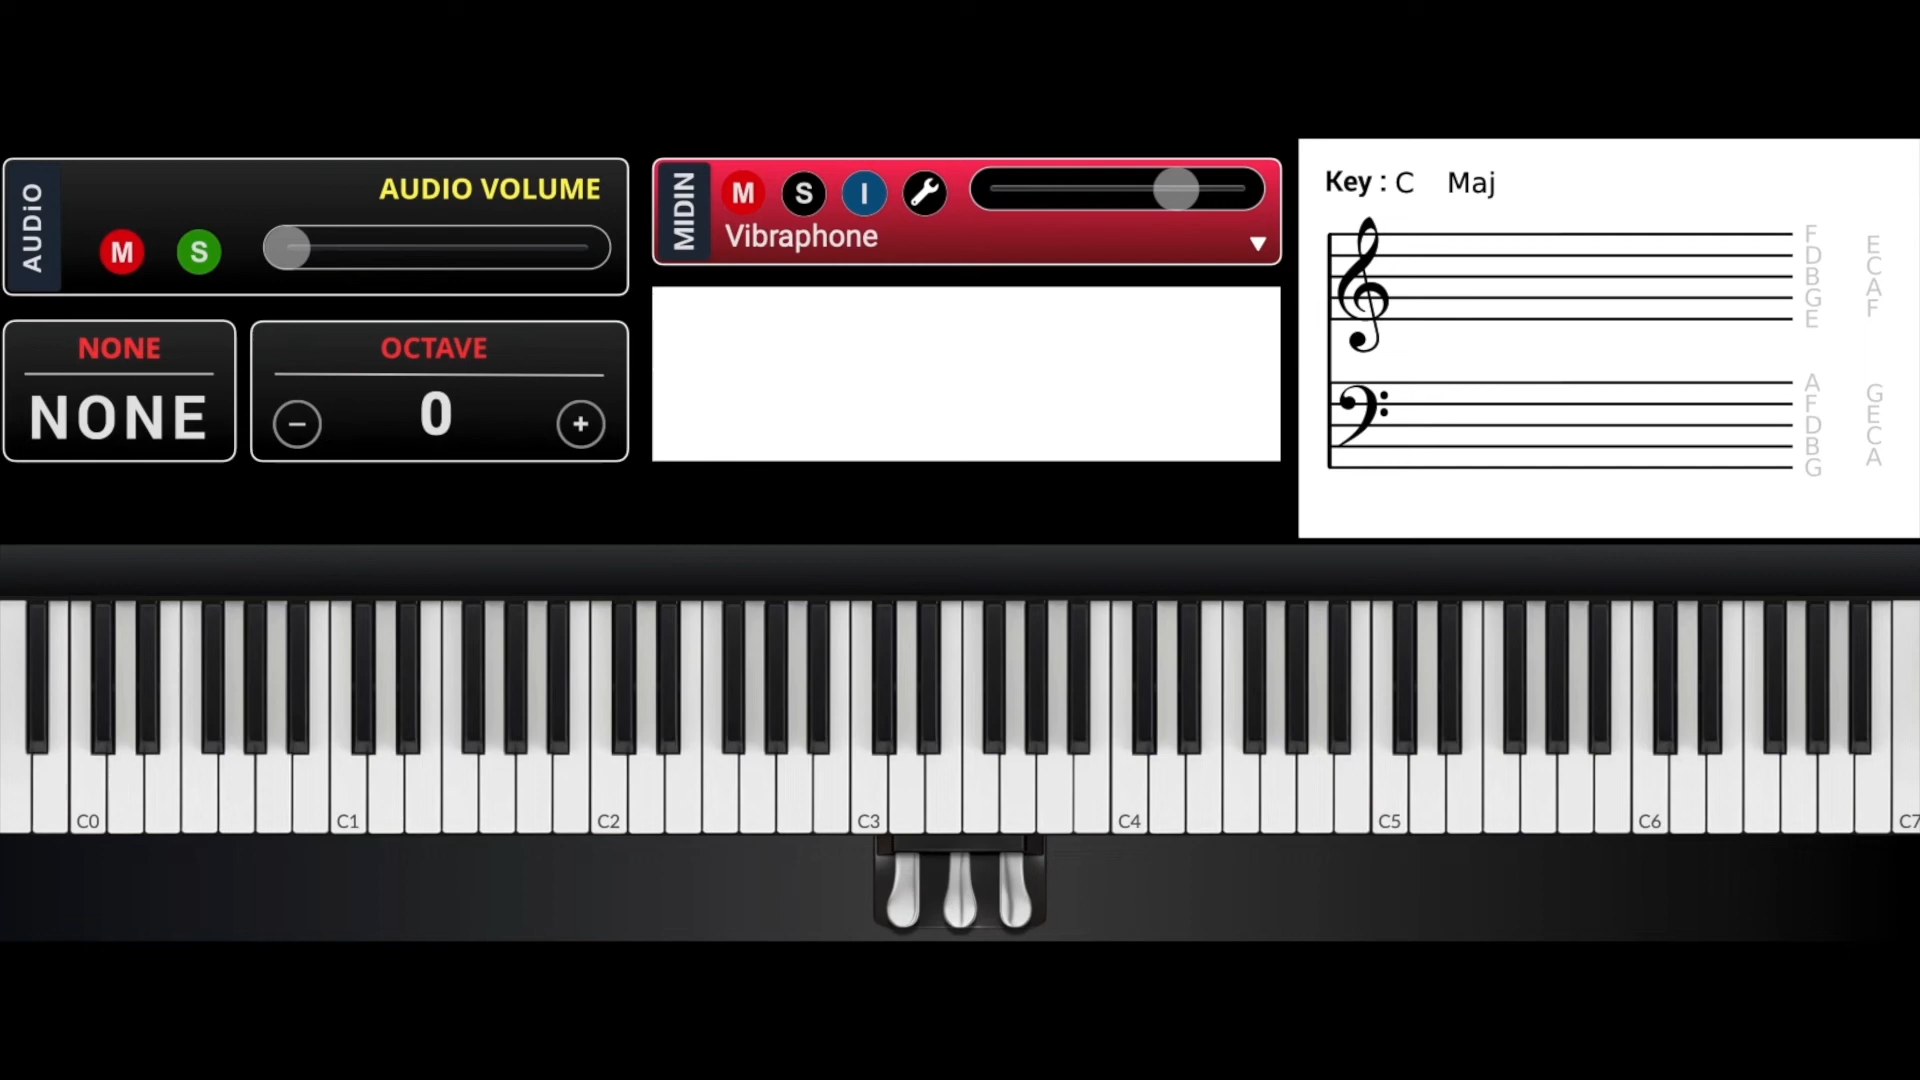 AUDiO
AUDIO VOLUME
M S
NONE
NONE
OCTAVE
− 0 +
MIDIN
M S I
Vibraphone
Key : C Maj
F
D
B
G
E
E
C
A
F
A
F
D
B
G
G
E
C
A
C0 C1 C2 C3 C4 C5 C6 C7